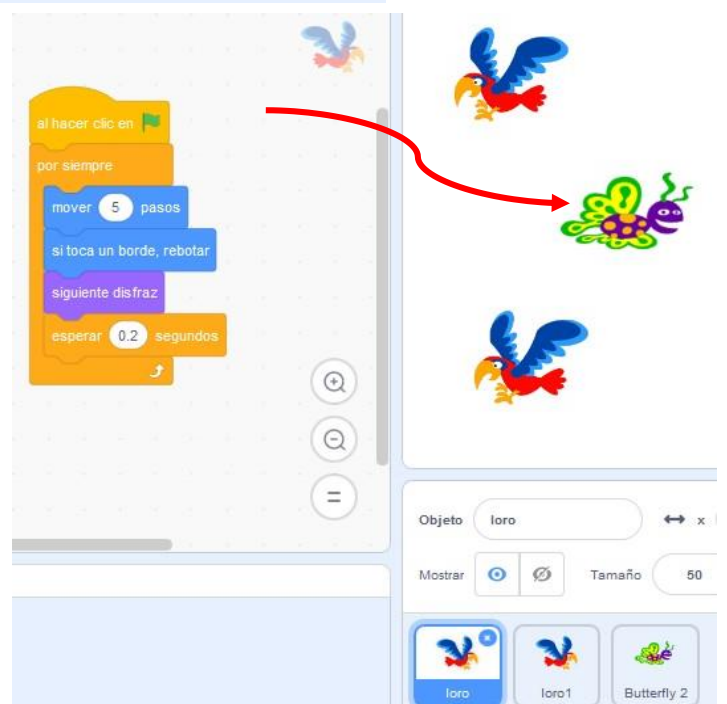 al hacer clic en
por siempre
mover 5 pasos
si toca un borde, rebotar
siguiente disfraz
esperar 0.2 segundos
Objeto loro x
Mostrar Tamaño 50
loro loro1 Butterfly 2